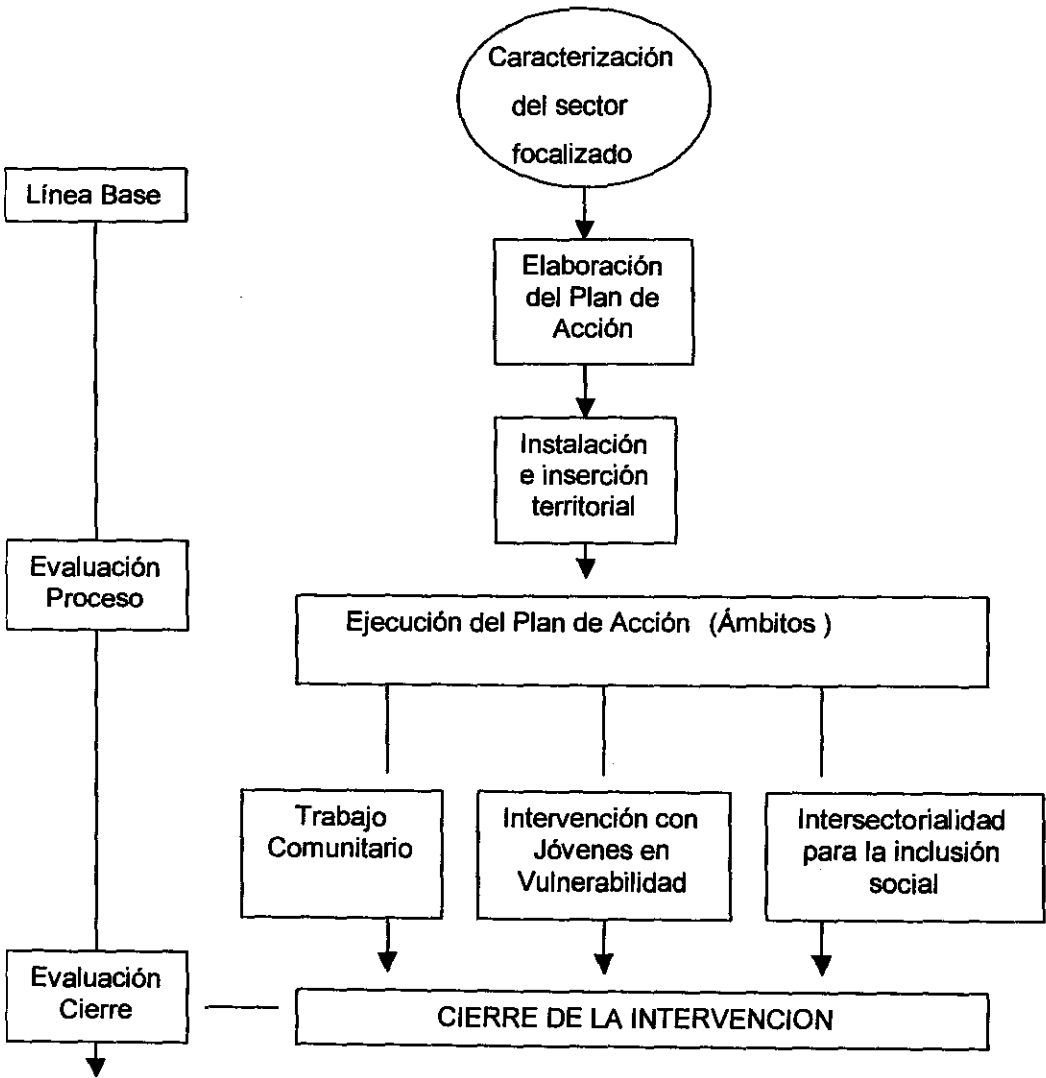 Caracterización
del sector
focalizado
Línea Base
Elaboración
del Plan de
Acción
Instalación
e inserción
territorial
Evaluación
Proceso
Ejecución del Plan de Acción (Ámbitos )
Trabajo
Comunitario
Intervención con
Jóvenes en
Vulnerabilidad
Intersectorialidad
para la inclusión
social
Evaluación
Cierre
CIERRE DE LA INTERVENCION